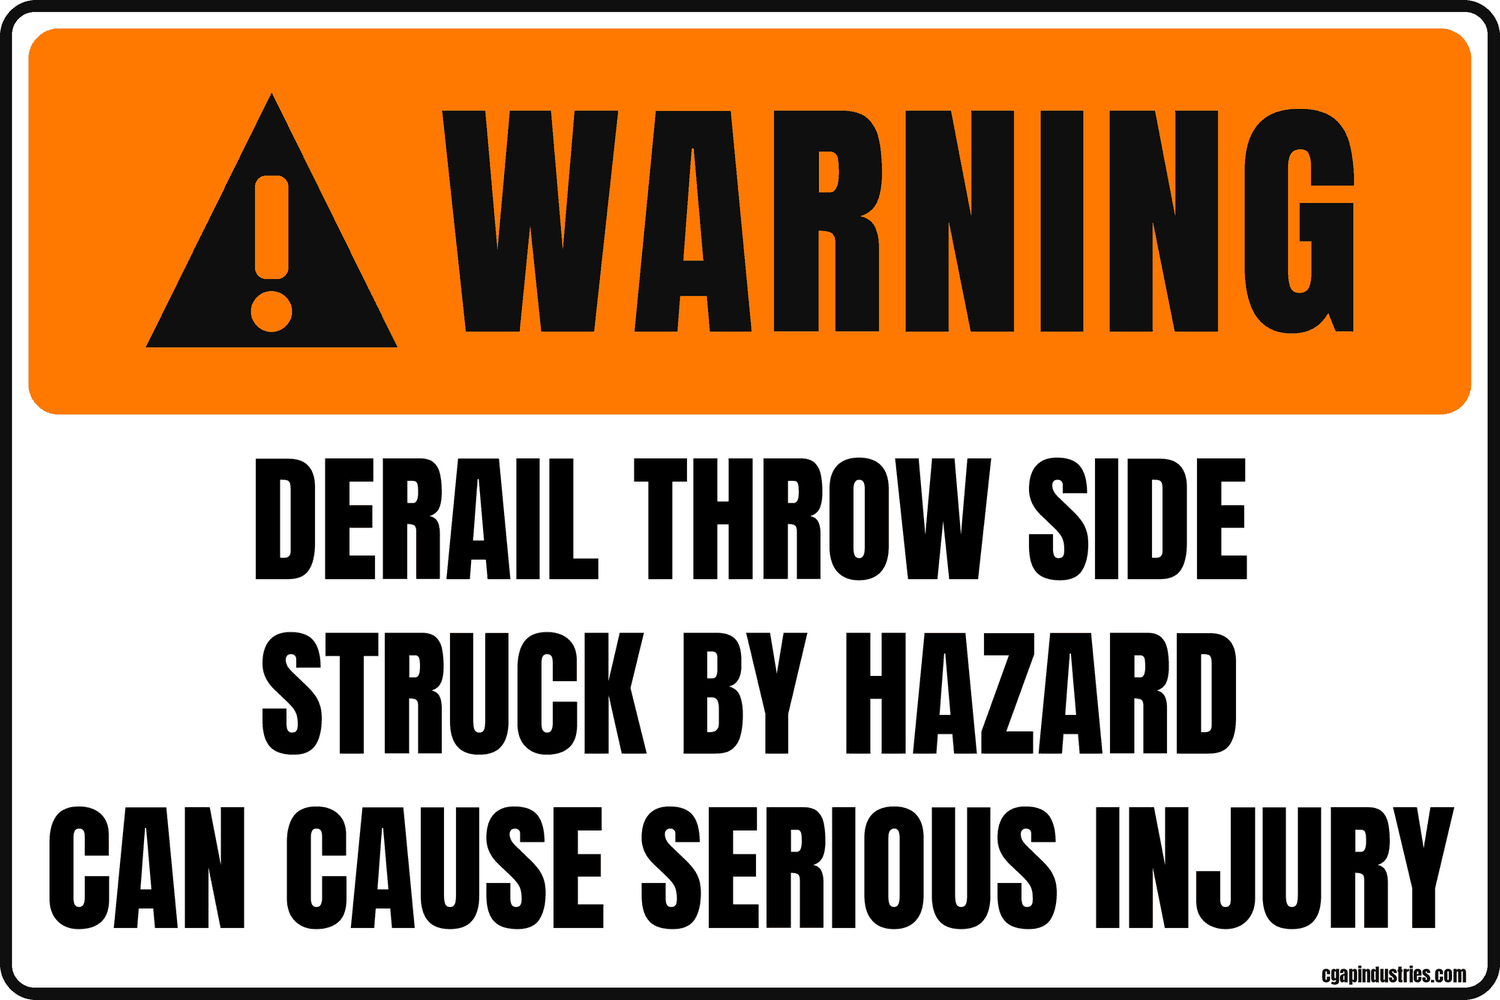 WARNING
DERAIL THROW SIDE
STRUCK BY HAZARD
CAN CAUSE SERIOUS INJURY
cgapindustries.com